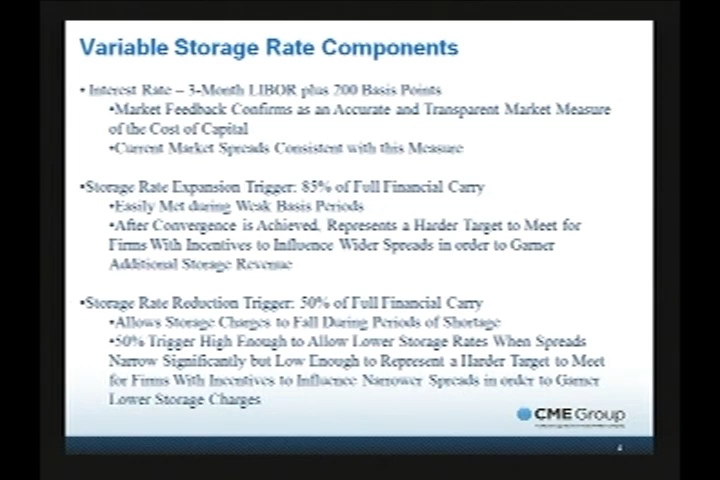 Variable Storage Rate Components
• Interest Rate – 3-Month LIBOR plus 200 Basis Points
•Market Feedback Confirms as an Accurate and Transparent Market Measure
of the Cost of Capital
•Current Market Spreads Consistent with this Measure
•Storage Rate Expansion Trigger: 85% of Full Financial Carry
•Easily Met during Weak Basis Periods
•After Convergence is Achieved, Represents a Harder Target to Meet for
Firms With Incentives to Influence Wider Spreads in order to Garner
Additional Storage Revenue
•Storage Rate Reduction Trigger: 50% of Full Financial Carry
•Allows Storage Charges to Fall During Periods of Shortage
•50% Trigger High Enough to Allow Lower Storage Rates When Spreads
Narrow Significantly but Low Enough to Represent a Harder Target to Meet
for Firms With Incentives to Influence Narrower Spreads in order to Garner
Lower Storage Charges
CME Group
4